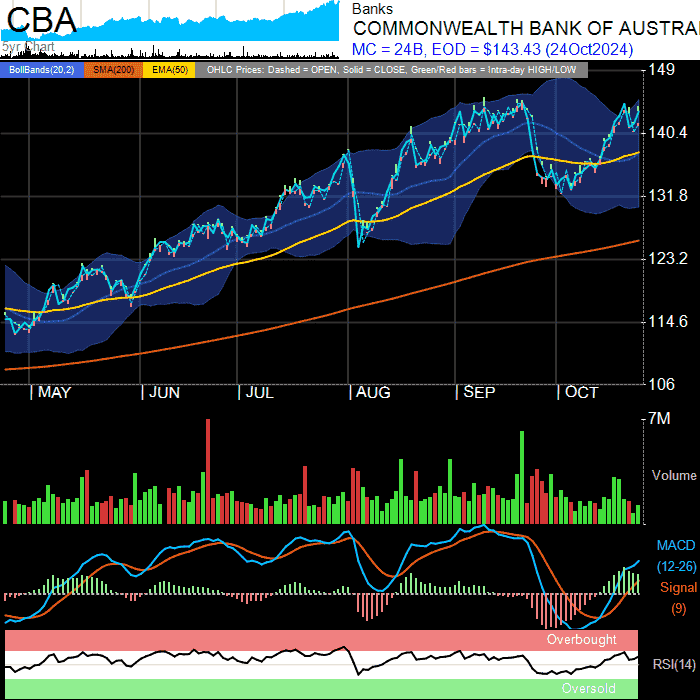 CBA
5yr Chart
Banks
COMMONWEALTH BANK OF AUSTRA
MC = 24B, EOD = $143.43 (24Oct2024)
BollBands(20,2) SMA(200) EMA(50) OHLC Prices: Dashed = OPEN, Solid = CLOSE, Green/Red bars = Intra-day HIGH/LOW
149
140.4
131.8
123.2
114.6
106
MAY JUN JUL AUG SEP OCT
7M
Volume
MACD
(12-26)
Signal
(9)
Overbought
RSI(14)
Oversold